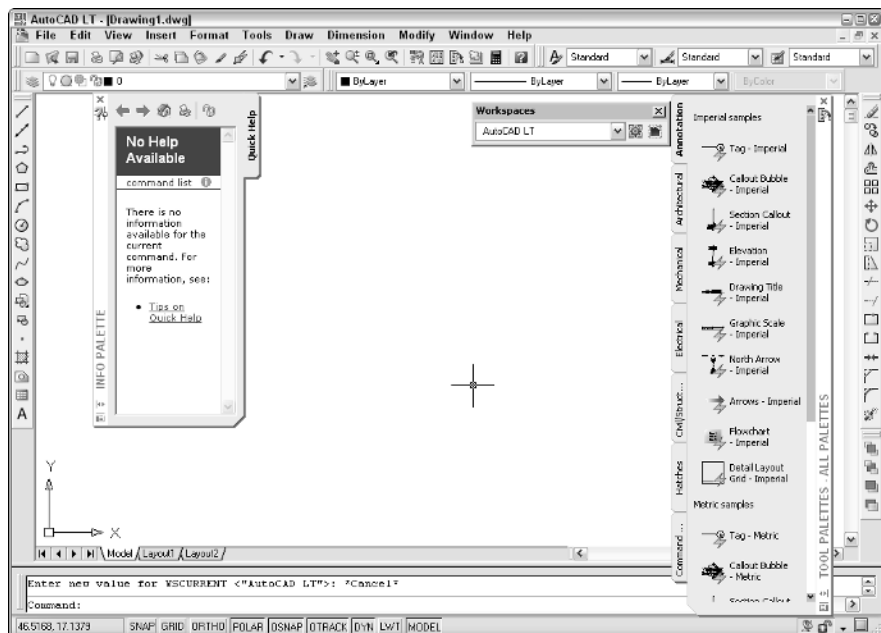 AutoCAD LT - [Drawing1.dwg]
File Edit View Insert Format Tools Draw Dimension Modify Window Help
Standard Standard Standard
0 ByLayer ByLayer ByLayer ByColor
Quick Help
No Help
Available
command list
There is no
information
available for the
current
command. For
more
information, see:
• Tips on
Quick Help
INFO PALETTE
Workspaces
AutoCAD LT
Annotation
Architectural
Mechanical
Electrical
Civil/Struct...
Hatches
Command ...
Imperial samples
Tag - Imperial
Callout Bubble
- Imperial
Section Callout
- Imperial
Elevation
- Imperial
Drawing Title
- Imperial
Graphic Scale
- Imperial
North Arrow
- Imperial
Arrows - Imperial
Flowchart
- Imperial
Detail Layout
Grid - Imperial
Metric samples
Tag - Metric
Callout Bubble
- Metric
Section Callout
TOOL PALETTES - ALL PALETTES
A
Y
X
Model Layout1 Layout2
Enter new value for WSCURRENT <"AutoCAD LT">: *Cancel*
Command:
46.5168, 17.1379 SNAP GRID ORTHO POLAR OSNAP OTRACK DYN LWT MODEL